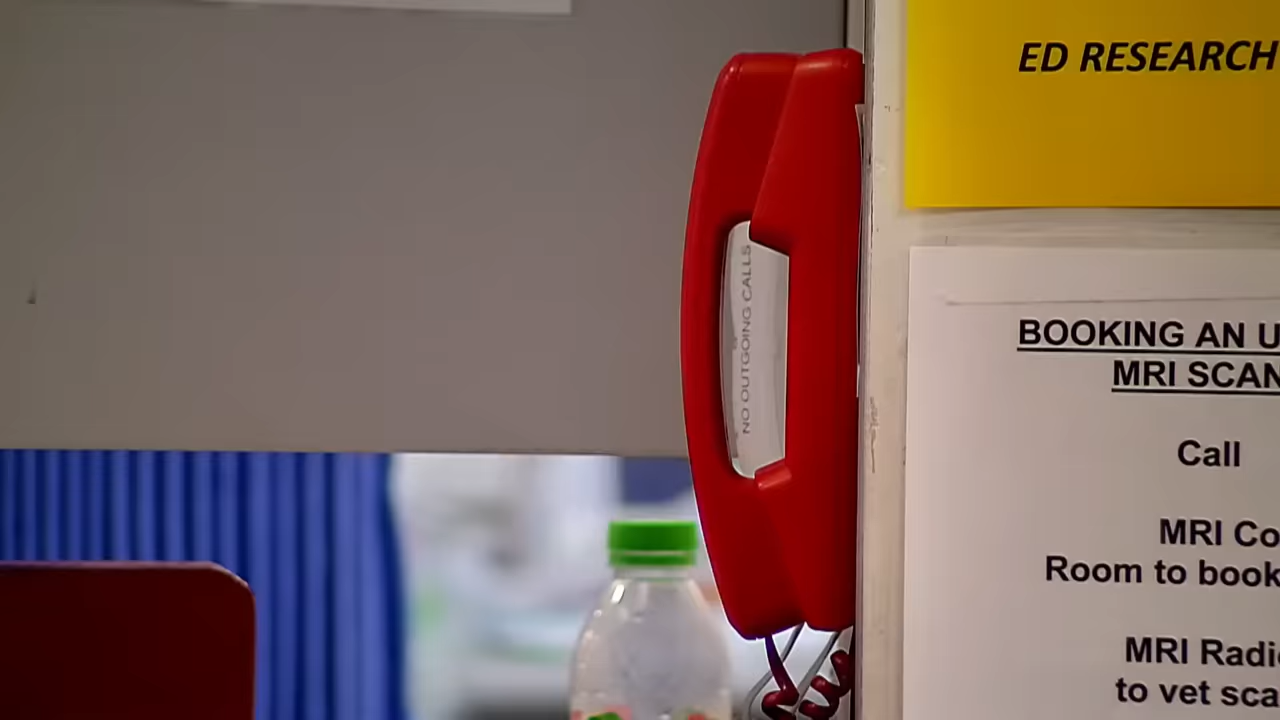 NO OUTGOING CALLS
ED RESEARCH
BOOKING AN U
MRI SCAN
Call
MRI Co
Room to book
MRI Radi
to vet sca